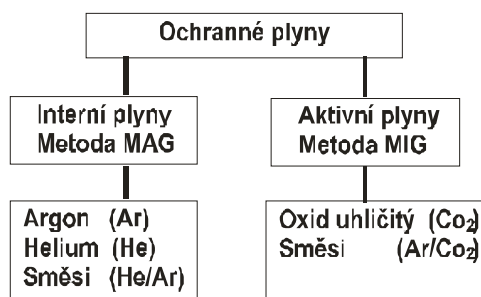 Ochranné plyny
Interní plyny
Metoda MAG
Aktivní plyny
Metoda MIG
Argon (Ar)
Helium (He)
Směsi (He/Ar)
Oxid uhličitý (Co₂)
Směsi (Ar/Co₂)